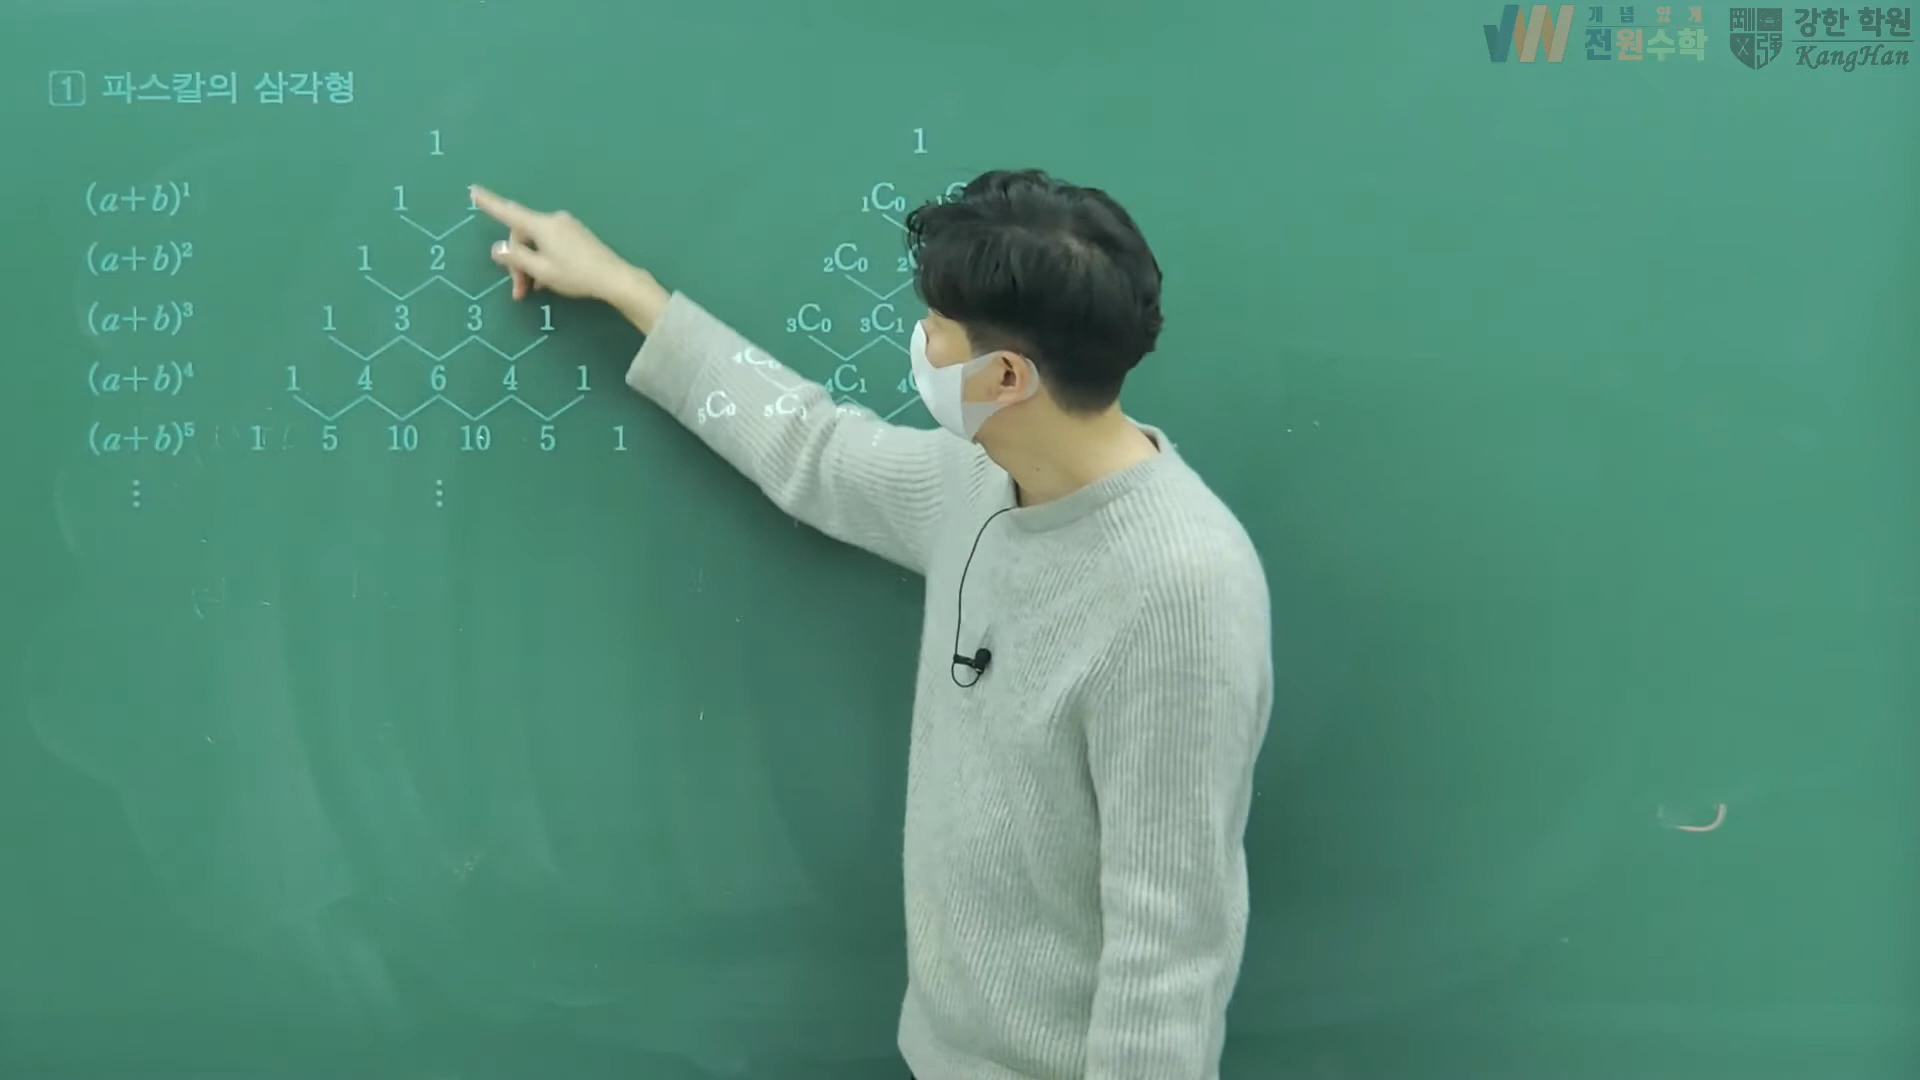 개념있게
전원수학
강한 학원
KangHan
1 파스칼의 삼각형
1
(a+b)¹ 1 1
(a+b)² 1 2
(a+b)³ 1 3 3 1
(a+b)⁴ 1 4 6 4 1
(a+b)⁵ 1 5 10 10 5 1
⋮ ⋮
1
₁C₀
₂C₀
₃C₀ ₃C₁
₄C₀ ₄C₁
₅C₀